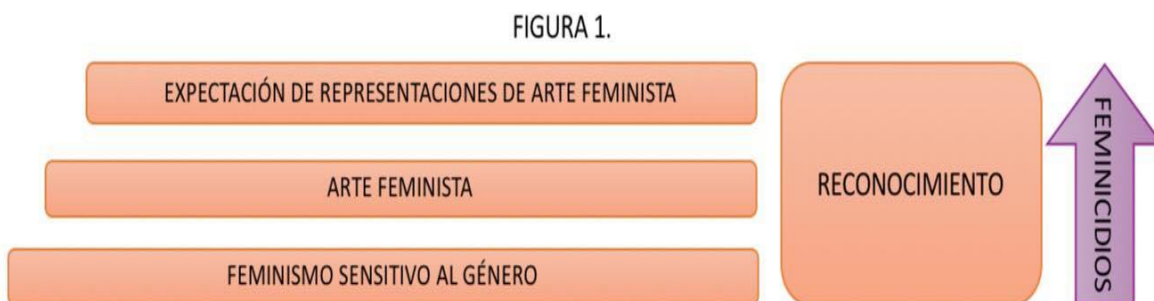 FIGURA 1.
EXPECTACIÓN DE REPRESENTACIONES DE ARTE FEMINISTA
ARTE FEMINISTA
FEMINISMO SENSITIVO AL GÉNERO
RECONOCIMIENTO
FEMINICIDIOS